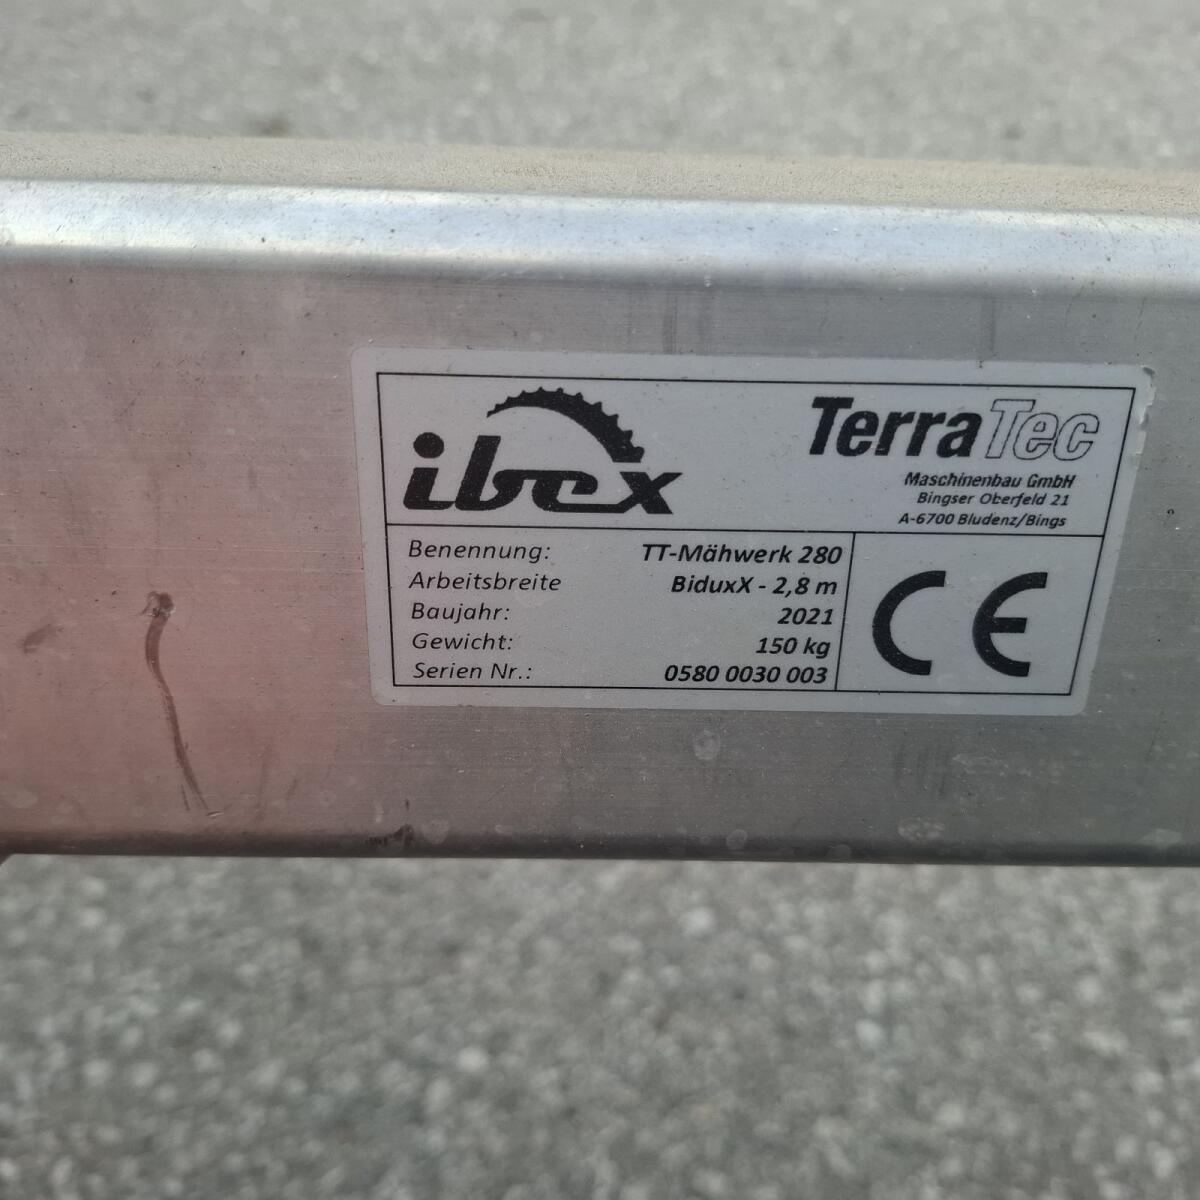 ibex
TerraTec
Maschinenbau GmbH
Bingser Oberfeld 21
A-6700 Bludenz/Bings
Benennung: TT-Mähwerk 280
Arbeitsbreite BiduxX - 2,8 m
Baujahr: 2021
Gewicht: 150 kg
Serien Nr.: 0580 0030 003
CE